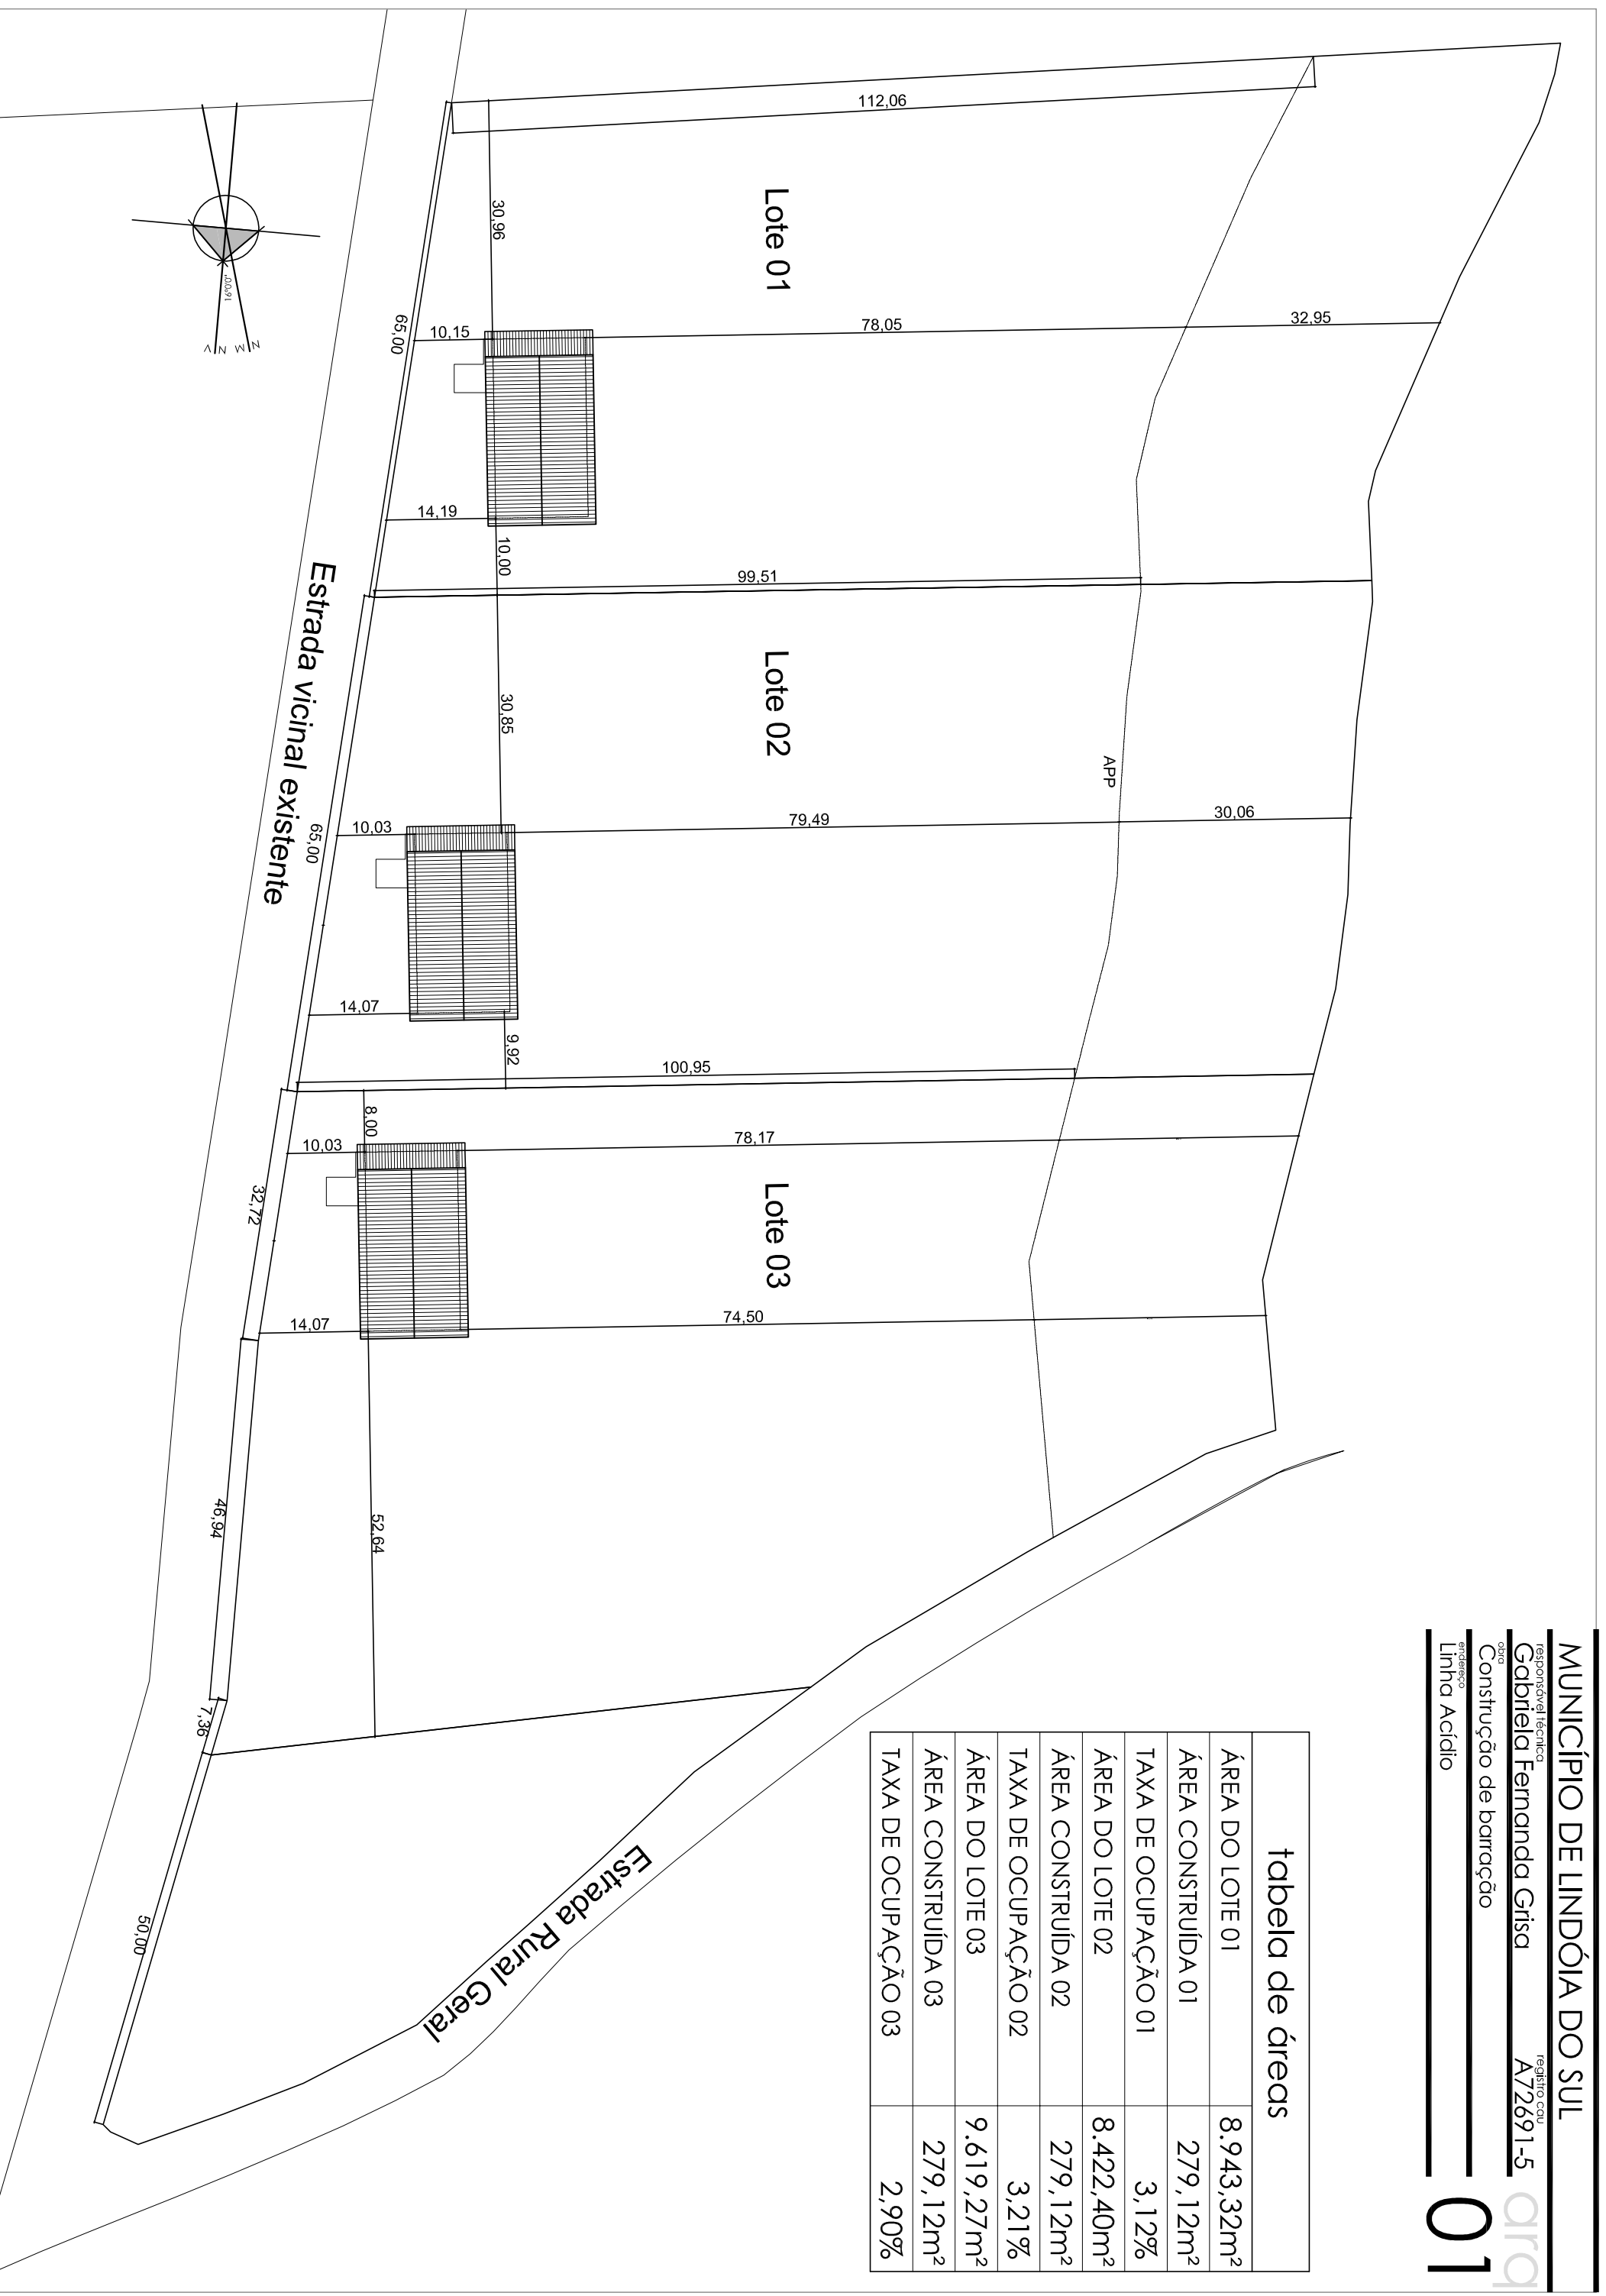 112,06
30,96
Lote 01
65,00
10,15
78,05
32,95
14,19
10,00
99,51
Estrada vicinal existente
30,85
Lote 02
APP
65,00
10,03
79,49
30,06
14,07
9,92
100,95
8,00
10,03
78,17
32,72
Lote 03
14,07
74,50
46,94
52,64
7,36
50,00
Estrada Rural Geral
N M
N V
tabela de áreas
ÁREA DO LOTE 01 8.943,32m²
ÁREA CONSTRUÍDA 01 279,12m²
TAXA DE OCUPAÇÃO 01 3,12%
ÁREA DO LOTE 02 8.422,40m²
ÁREA CONSTRUÍDA 02 279,12m²
TAXA DE OCUPAÇÃO 02 3,21%
ÁREA DO LOTE 03 9.619,27m²
ÁREA CONSTRUÍDA 03 279,12m²
TAXA DE OCUPAÇÃO 03 2,90%
MUNICÍPIO DE LINDÓIA DO SUL
responsável técnica registro cau
Gabriela Fernanda Grisa A72691-5
arq
obra
Construção de barração
endereço
Linha Acídio
01